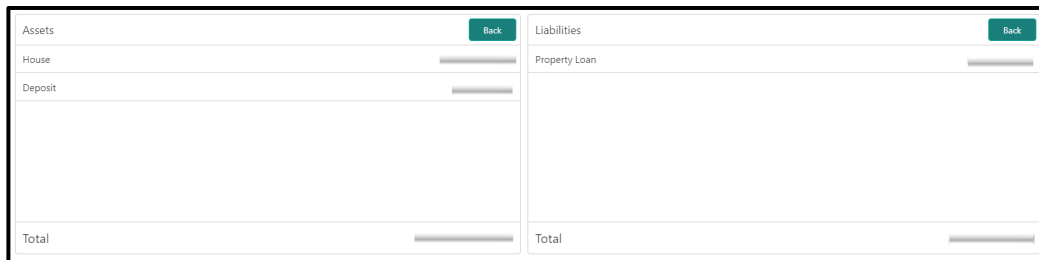 Assets Back
House
Deposit
Total
Liabilities Back
Property Loan
Total